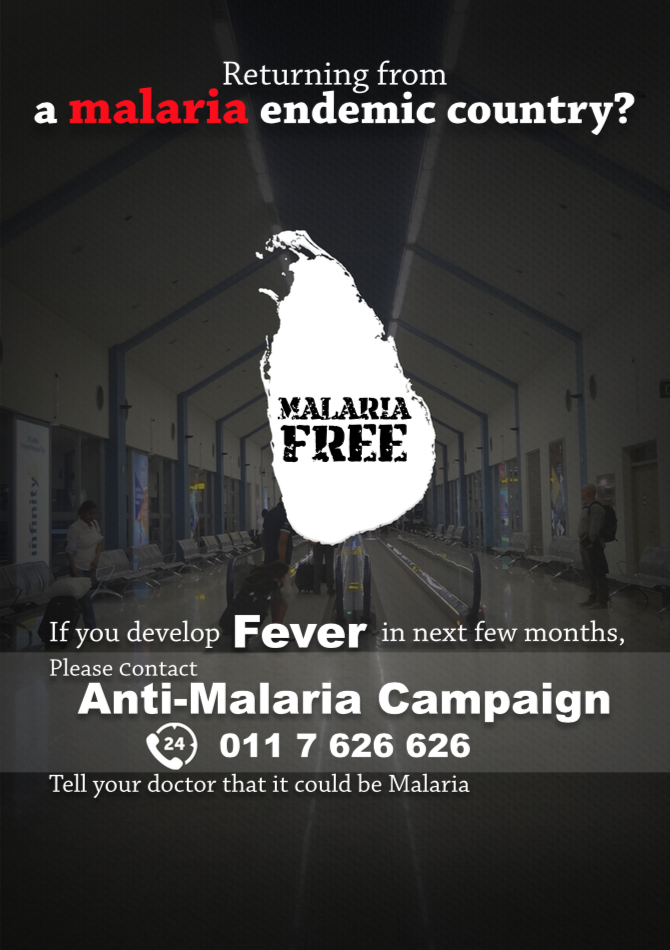 Returning from
a malaria endemic country?
MALARIA
FREE
infinity
If you develop Fever in next few months,
Please contact
Anti-Malaria Campaign
24 011 7 626 626
Tell your doctor that it could be Malaria